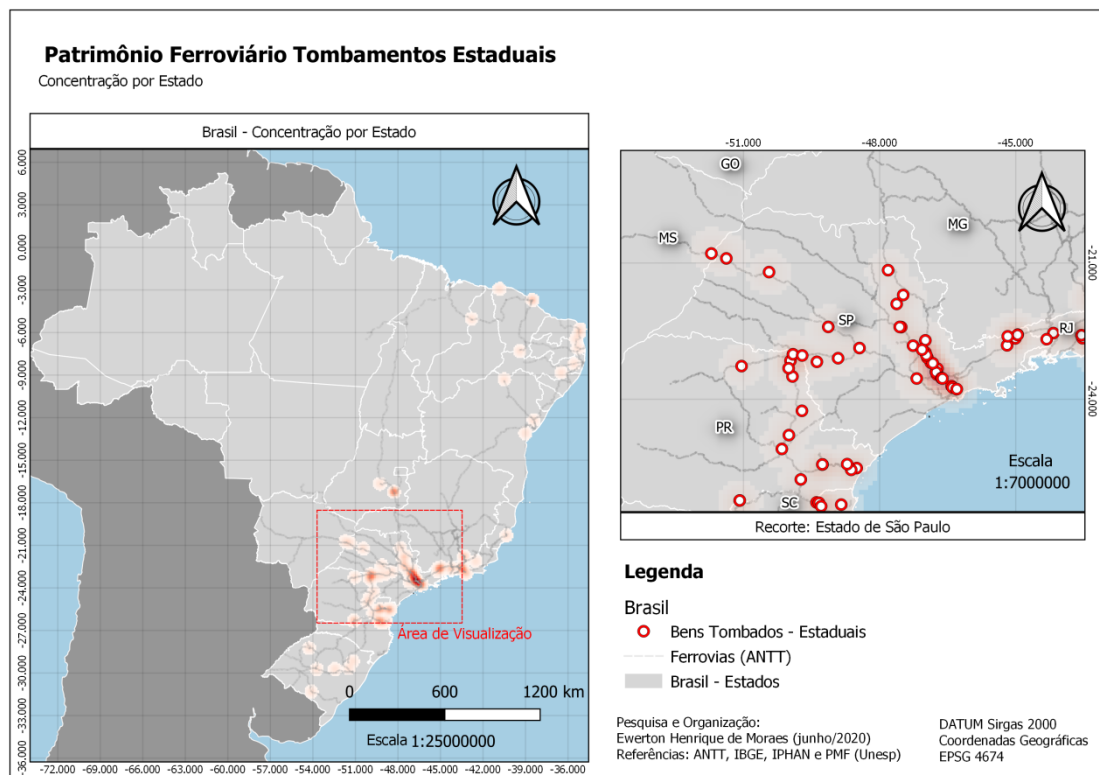 Patrimônio Ferroviário Tombamentos Estaduais
Concentração por Estado
Brasil - Concentração por Estado
6.000
3.000
0.000
-3.000
-6.000
-9.000
-12.000
-15.000
-18.000
-21.000
-24.000
-27.000
-30.000
-33.000
-36.000
Área de Visualização
0 600 1200 km
Escala 1:25000000
-72.000 -69.000 -66.000 -63.000 -60.000 -57.000 -54.000 -51.000 -48.000 -45.000 -42.000 -39.000 -36.000
-51.000 -48.000 -45.000
GO
MS
MG
-21.000
SP
RJ
-24.000
PR
SC
Escala
1:7000000
Recorte: Estado de São Paulo
Legenda
Brasil
Bens Tombados - Estaduais
Ferrovias (ANTT)
Brasil - Estados
Pesquisa e Organização:
Ewerton Henrique de Moraes (junho/2020)
Referências: ANTT, IBGE, IPHAN e PMF (Unesp)
DATUM Sirgas 2000
Coordenadas Geográficas
EPSG 4674